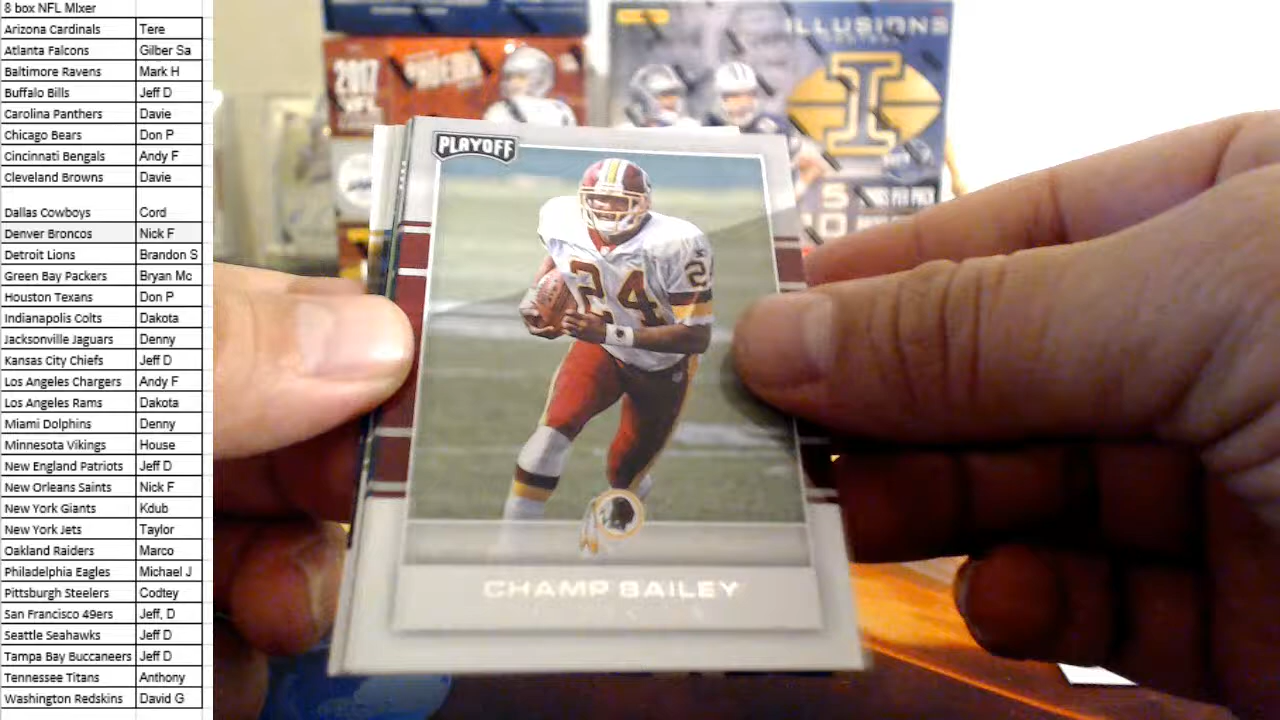 8 box NFL MIxer
Arizona Cardinals Tere
Atlanta Falcons Gilber Sa
Baltimore Ravens Mark H
Buffalo Bills Jeff D
Carolina Panthers Davie
Chicago Bears Don P
Cincinnati Bengals Andy F
Cleveland Browns Davie
Dallas Cowboys Cord
Denver Broncos Nick F
Detroit Lions Brandon S
Green Bay Packers Bryan Mc
Houston Texans Don P
Indianapolis Colts Dakota
Jacksonville Jaguars Denny
Kansas City Chiefs Jeff D
Los Angeles Chargers Andy F
Los Angeles Rams Dakota
Miami Dolphins Denny
Minnesota Vikings House
New England Patriots Jeff D
New Orleans Saints Nick F
New York Giants Kdub
New York Jets Taylor
Oakland Raiders Marco
Philadelphia Eagles Michael J
Pittsburgh Steelers Codtey
San Francisco 49ers Jeff, D
Seattle Seahawks Jeff D
Tampa Bay Buccaneers Jeff D
Tennessee Titans Anthony
Washington Redskins David G
ILLUSIONS
2017 PHOENIX
NFL
I
5 PER PACK
PLAYOFF
24
2
CHAMP BAILEY